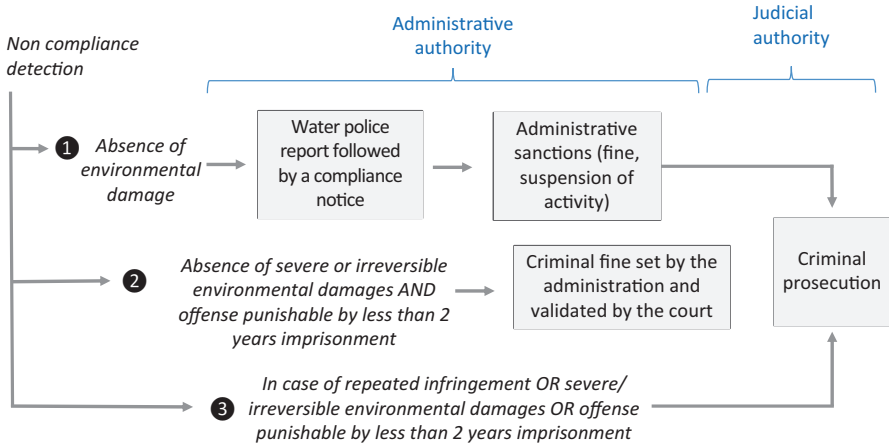 Administrative
authority
Judicial
authority
Non compliance
detection
1
Absence of
environmental
damage
Water police
report followed
by a compliance
notice
Administrative
sanctions (fine,
suspension of
activity)
2
Absence of severe or irreversible
environmental damages AND
offense punishable by less than 2
years imprisonment
Criminal fine set by the
administration and
validated by the court
Criminal
prosecution
3
In case of repeated infringement OR severe/
irreversible environmental damages OR offense
punishable by less than 2 years imprisonment